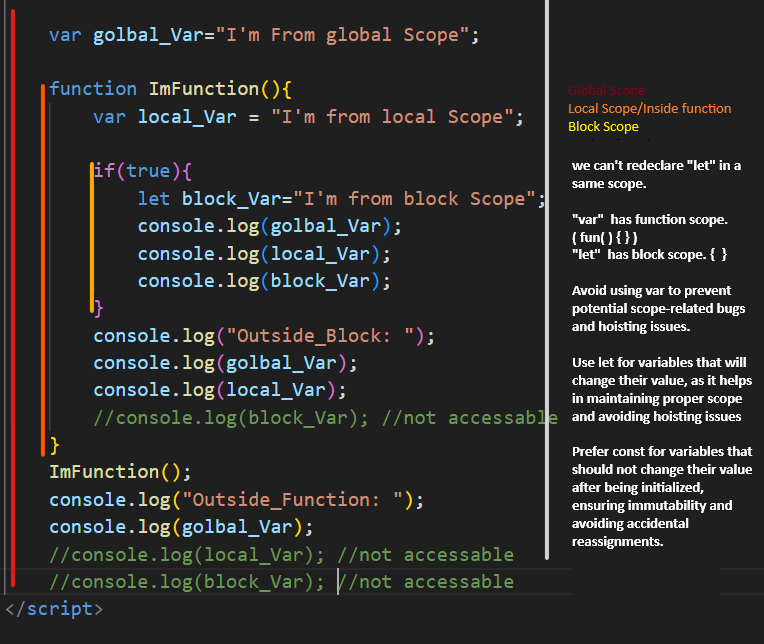 var golbal_Var="I'm From global Scope";
function ImFunction(){
var local_Var = "I'm from local Scope";
if(true){
let block_Var="I'm from block Scope";
console.log(golbal_Var);
console.log(local_Var);
console.log(block_Var);
}
console.log("Outside_Block: ");
console.log(golbal_Var);
console.log(local_Var);
//console.log(block_Var); //not accessable
}
ImFunction();
console.log("Outside_Function: ");
console.log(golbal_Var);
//console.log(local_Var); //not accessable
//console.log(block_Var); //not accessable
</script>
Global Scope
Local Scope/Inside function
Block Scope
we can't redeclare "let" in a
same scope.
"var"  has function scope.
( fun( ) { } )
"let"  has block scope. {  }
Avoid using var to prevent
potential scope-related bugs
and hoisting issues.
Use let for variables that will
change their value, as it helps
in maintaining proper scope
and avoiding hoisting issues
Prefer const for variables that
should not change their value
after being initialized,
ensuring immutability and
avoiding accidental
reassignments.